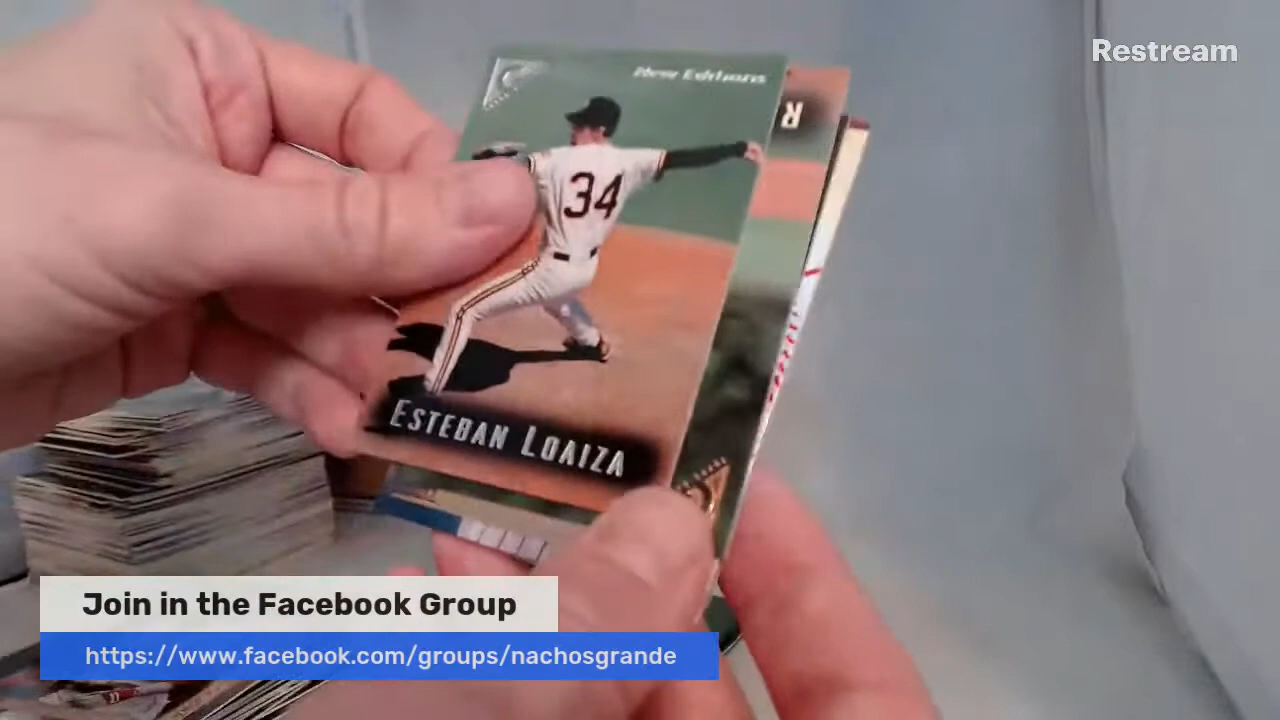 Restream
New Editions
R
34
ESTEBAN LOAIZA
Join in the Facebook Group
https://www.facebook.com/groups/nachosgrande